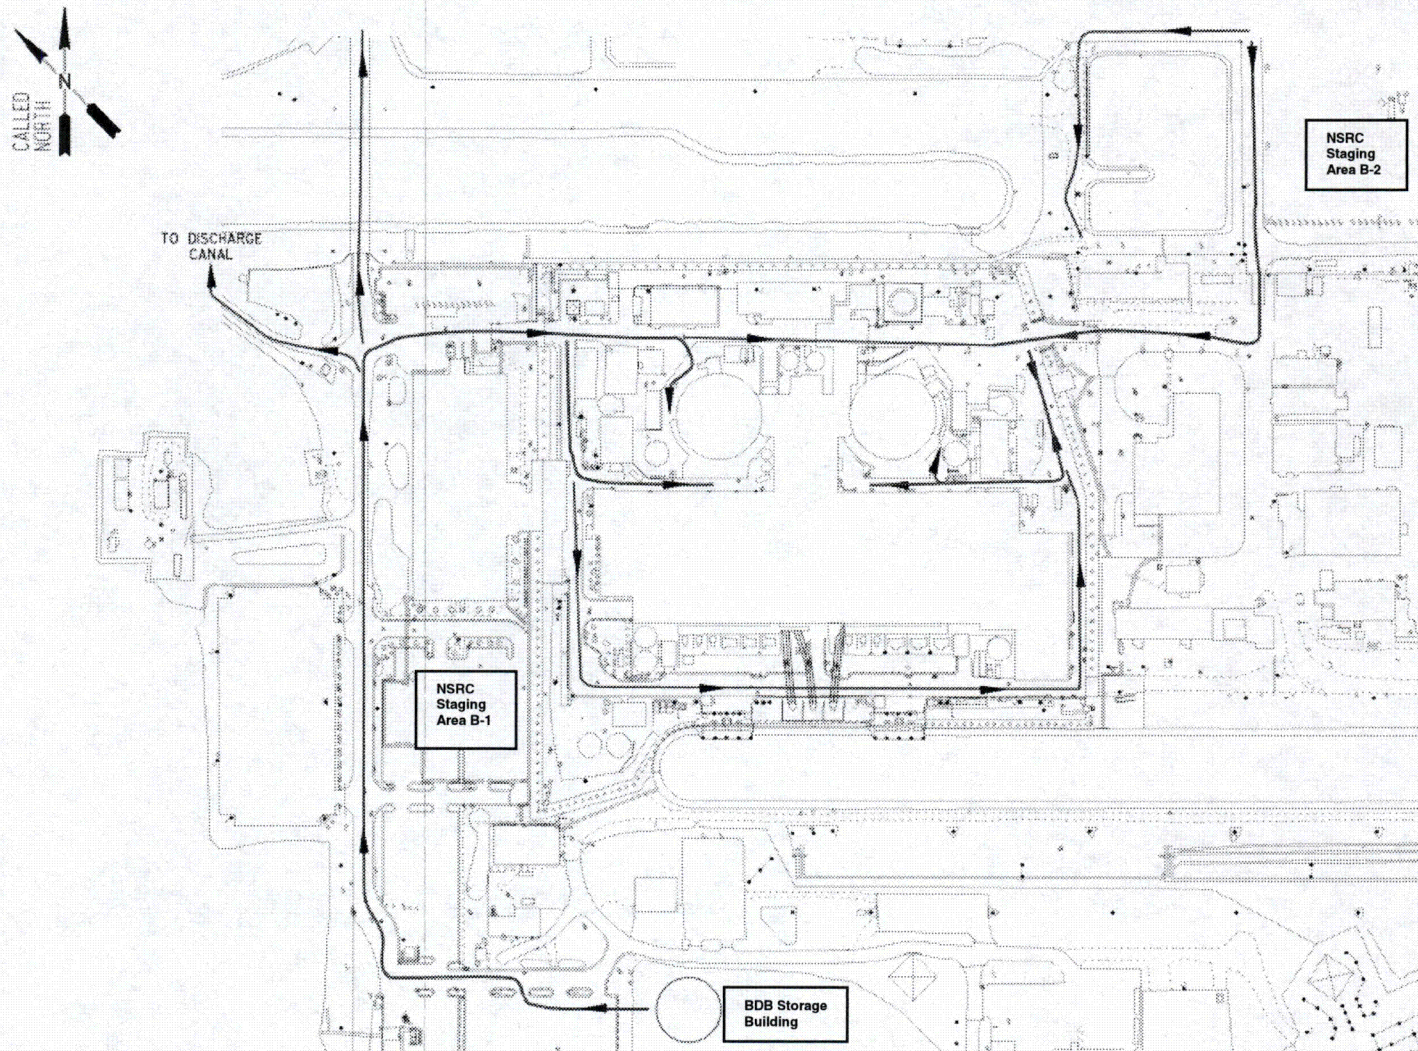 N
CALLED
NORTH
NSRC
Staging
Area B-2
TO DISCHARGE
CANAL
NSRC
Staging
Area B-1
BDB Storage
Building